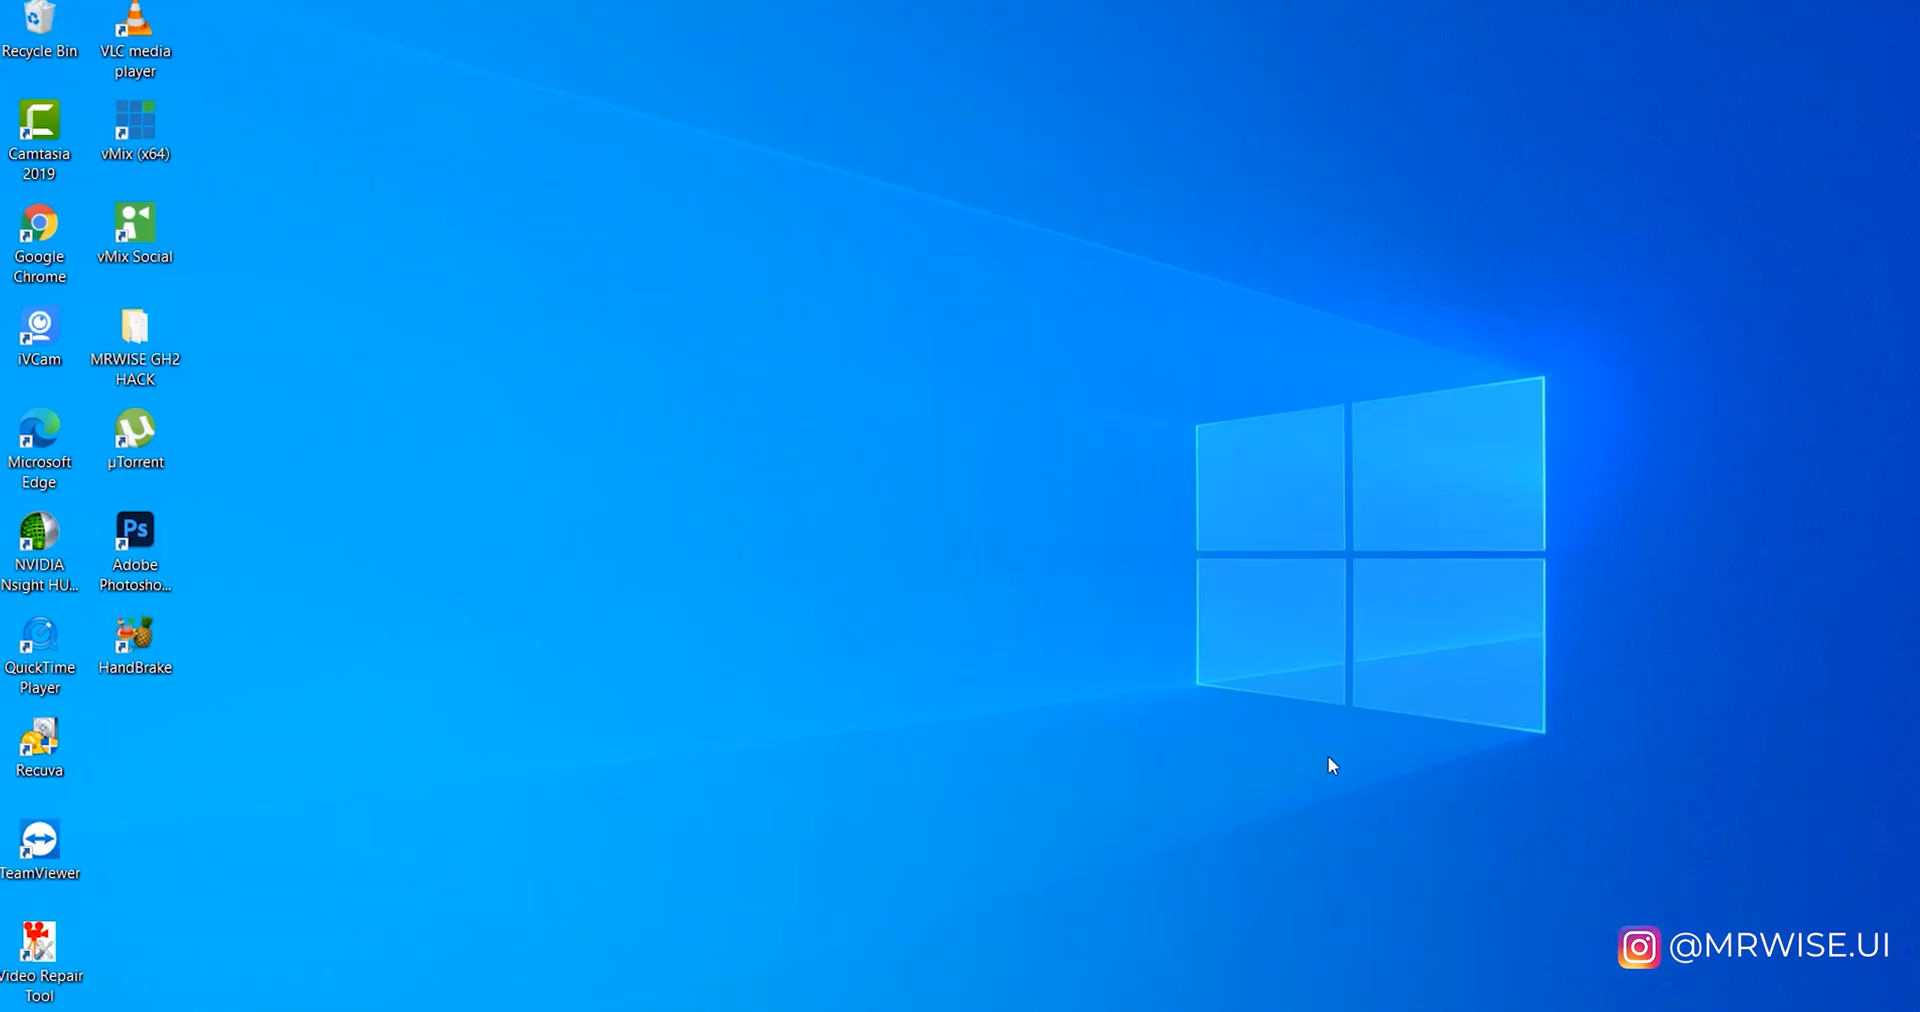 Recycle Bin
VLC media
player
Camtasia
2019
vMix (x64)
Google
Chrome
vMix Social
iVCam
MRWISE GH2
HACK
Microsoft
Edge
µTorrent
NVIDIA
Nsight HU...
Ps
Adobe
Photosho...
QuickTime
Player
HandBrake
Recuva
TeamViewer
Video Repair
Tool
@MRWISE.UI